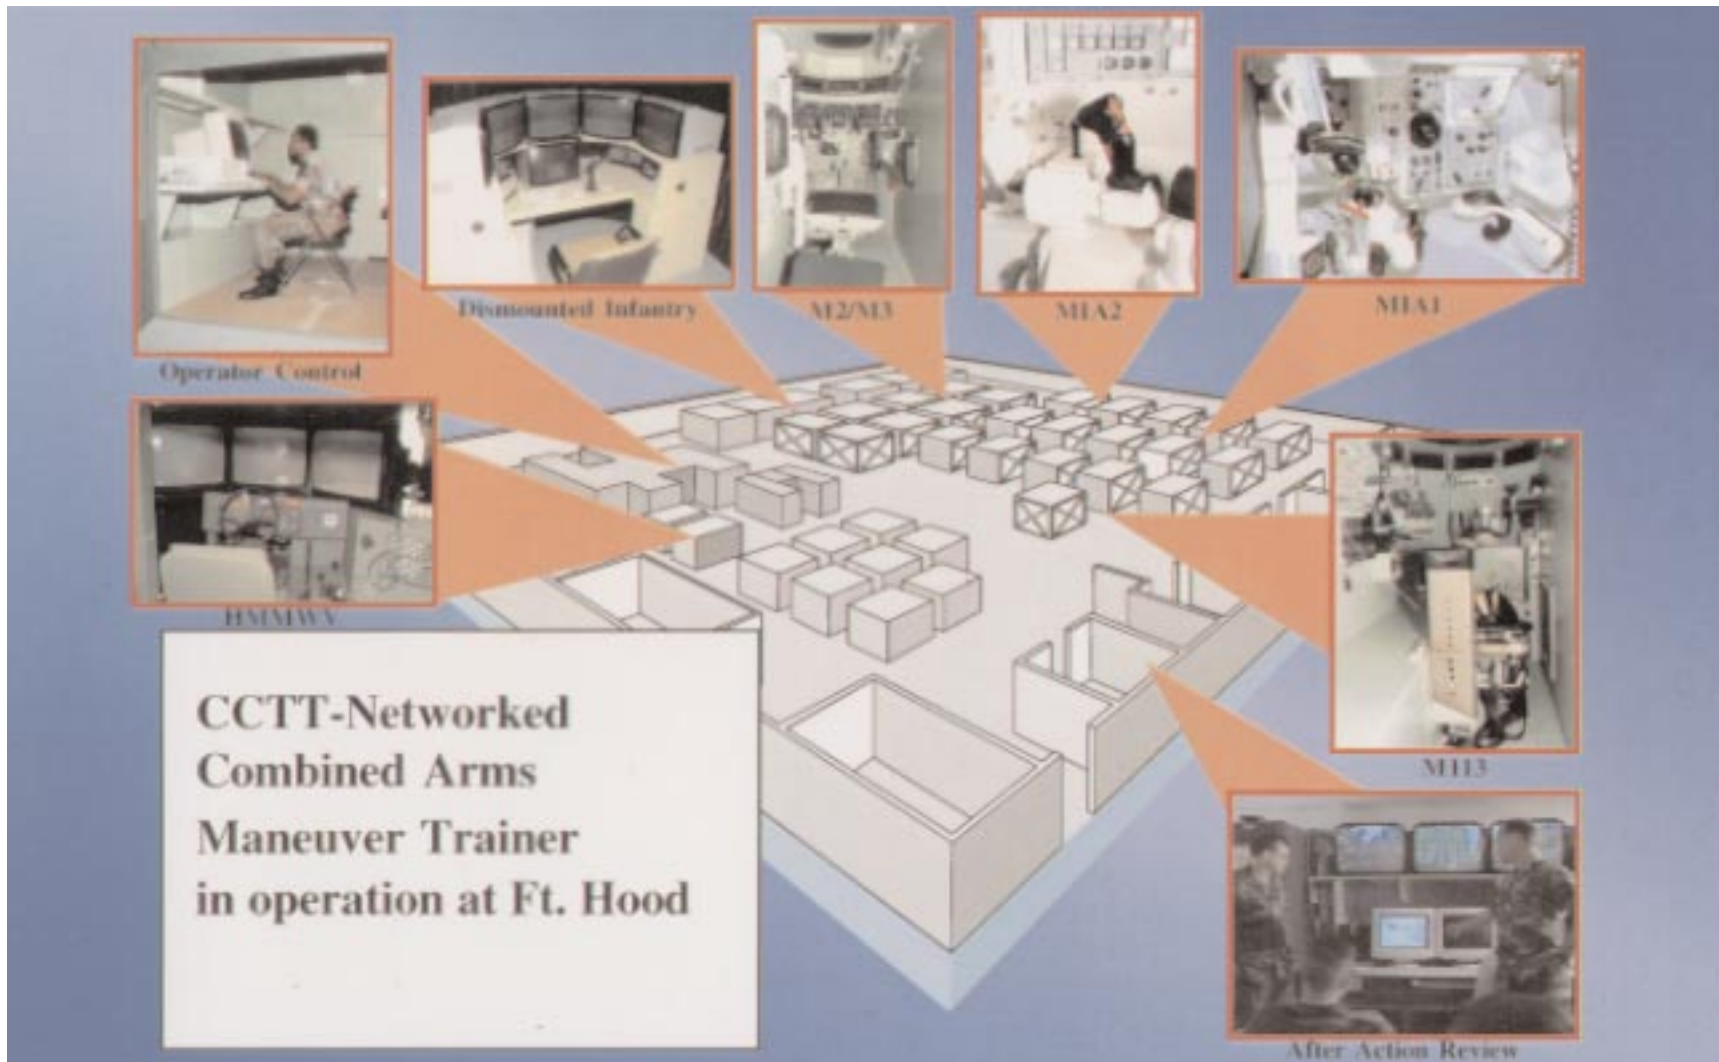 Operator Control
Dismounted Infantry
M2/M3
M1A2
M1A1
HMMWV
M113
CCTT-Networked
Combined Arms
Maneuver Trainer
in operation at Ft. Hood
After Action Review